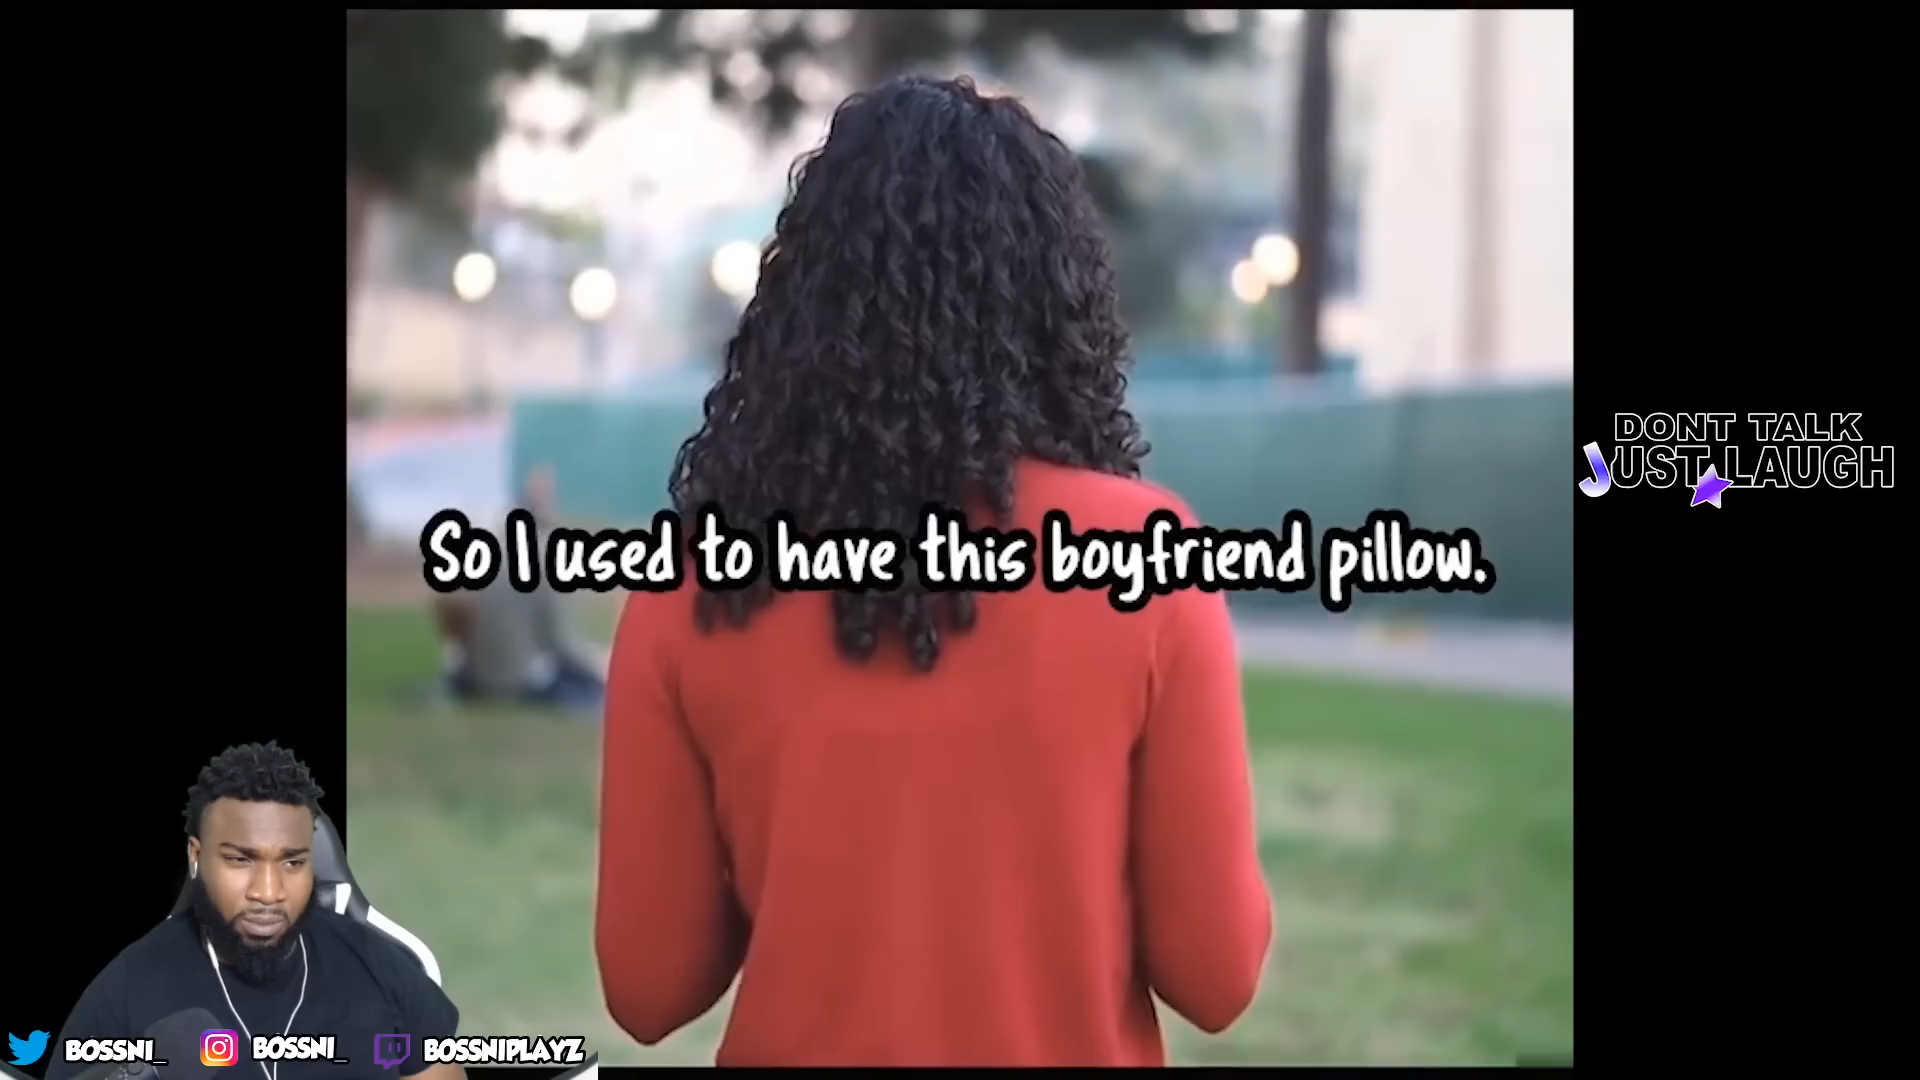 So I used to have this boyfriend pillow.
DONT TALK
JUST LAUGH
BOSSNI_
BOSSNI_
BOSSNIPLAYZ